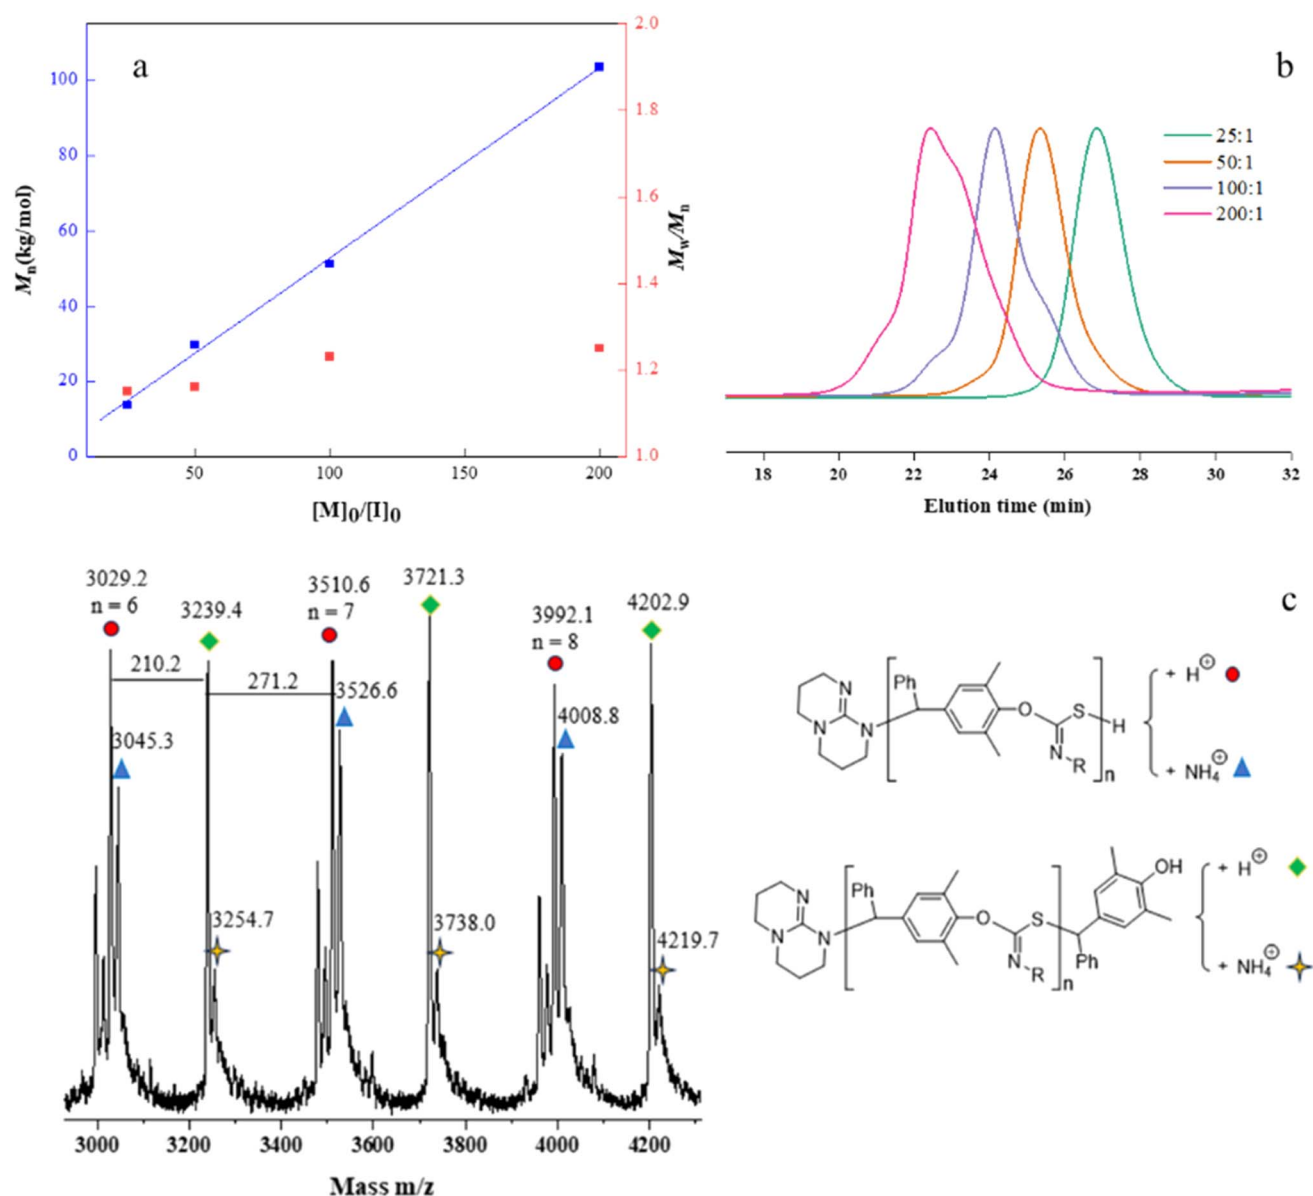 a
100
80
60
40
20
0
Mn(kg/mol)
2.0
1.8
1.6
1.4
1.2
1.0
Mw/Mn
50
100
150
200
[M]0/[I]0
b
25:1
50:1
100:1
200:1
18
20
22
24
26
28
30
32
Elution time (min)
c
3029.2
n = 6
3239.4
3510.6
n = 7
3721.3
3992.1
n = 8
4202.9
210.2
271.2
3045.3
3526.6
4008.8
3254.7
3738.0
4219.7
3000
3200
3400
3600
3800
4000
4200
Mass m/z
N
N
N
Ph
O
S
H
N
R
n
+ H⊕
+ NH4⊕
N
N
N
Ph
O
S
N
R
n
Ph
OH
+ H⊕
+ NH4⊕